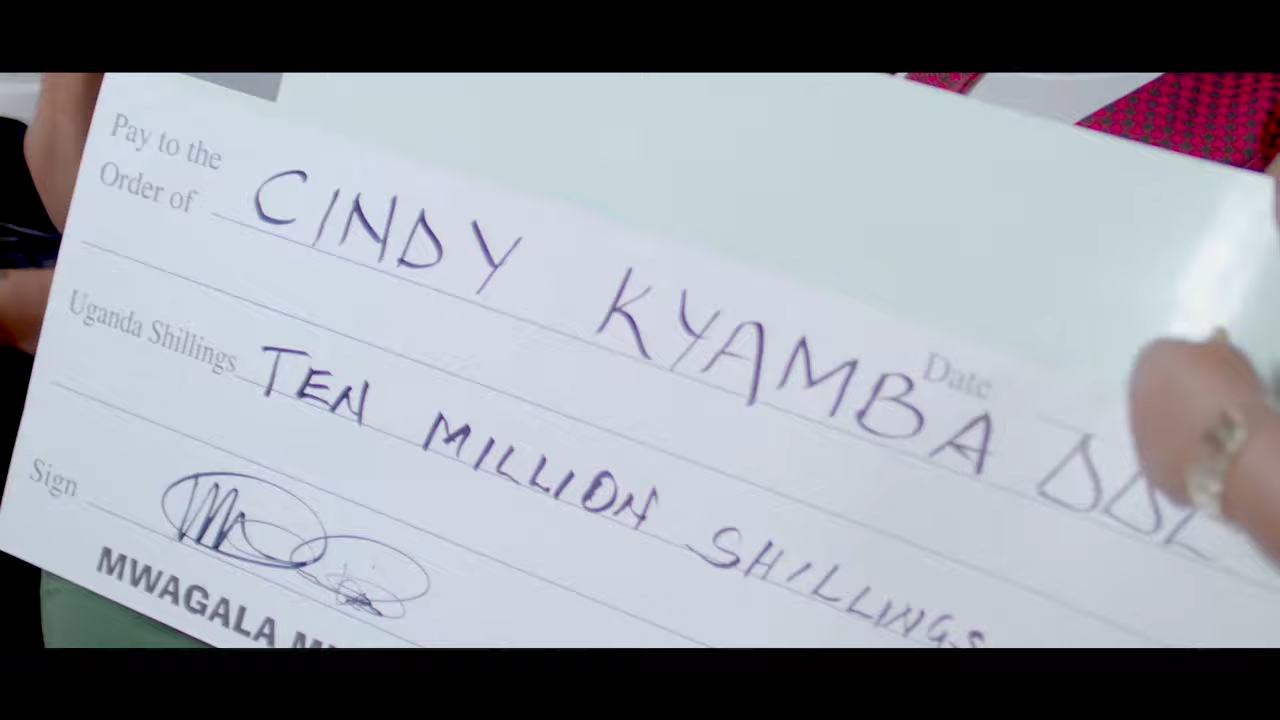 Pay to the
Order of CINDY KYAMBA
Date
Uganda Shillings TEN MILLION SHILLINGS
Sign
MWAGALA